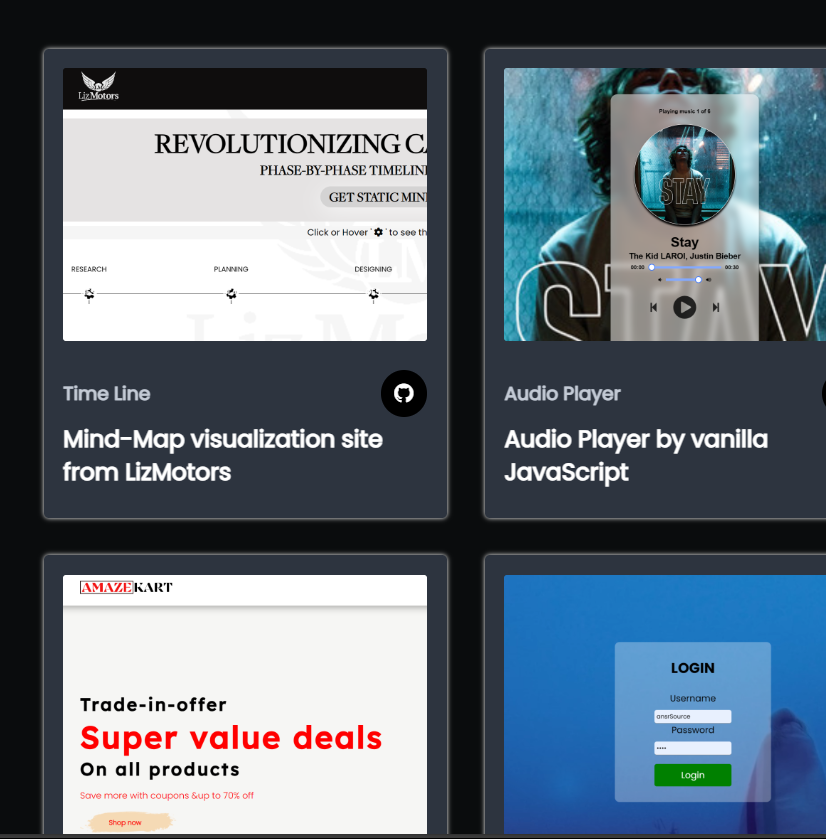 LizMotors
REVOLUTIONIZING CA
PHASE-BY-PHASE TIMELIN
GET STATIC MIN
Click or Hover ' ' to see th
RESEARCH PLANNING DESIGNING
LizMo
Time Line
Mind-Map visualization site
from LizMotors
Playing music 1 of 6
STAY
Stay
The Kid LAROI, Justin Bieber
00:00 00:30
STAY
Audio Player
Audio Player by vanilla
JavaScript
AMAZEKART
Trade-in-offer
Super value deals
On all products
Save more with coupons &up to 70% off
Shop now
LOGIN
Username
ansrSource
Password
Login